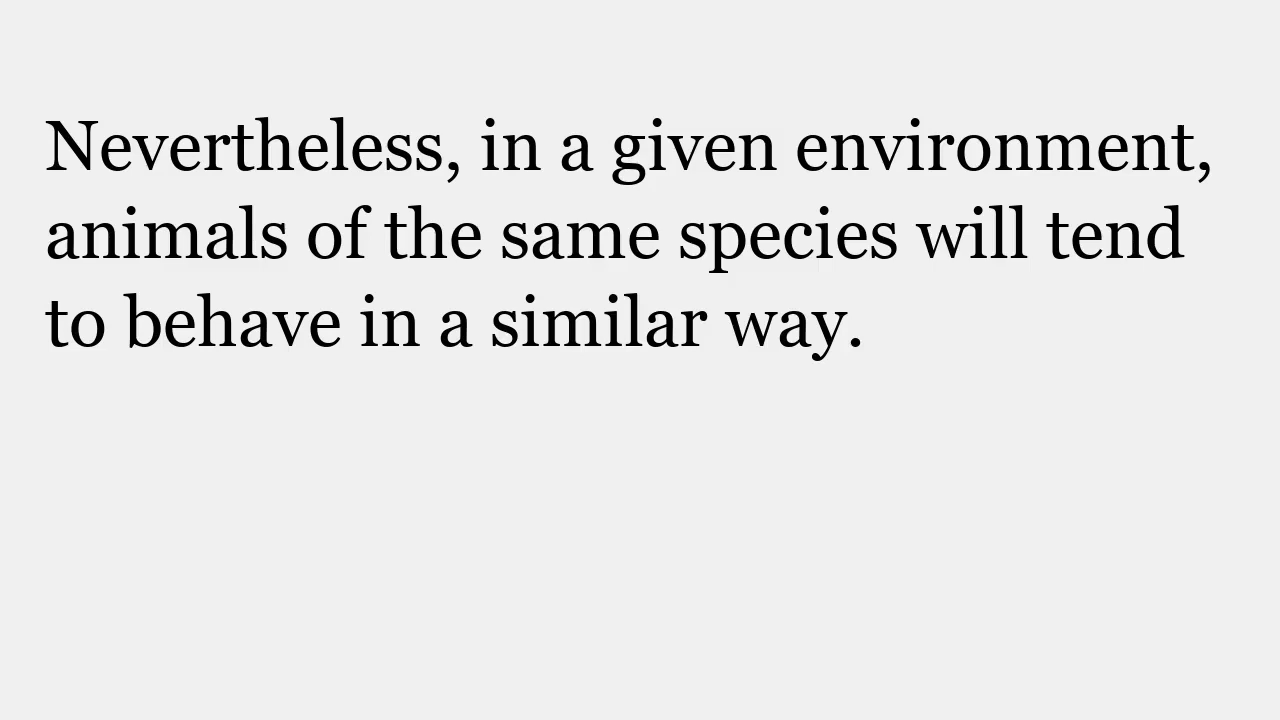 Nevertheless, in a given environment,
animals of the same species will tend
to behave in a similar way.